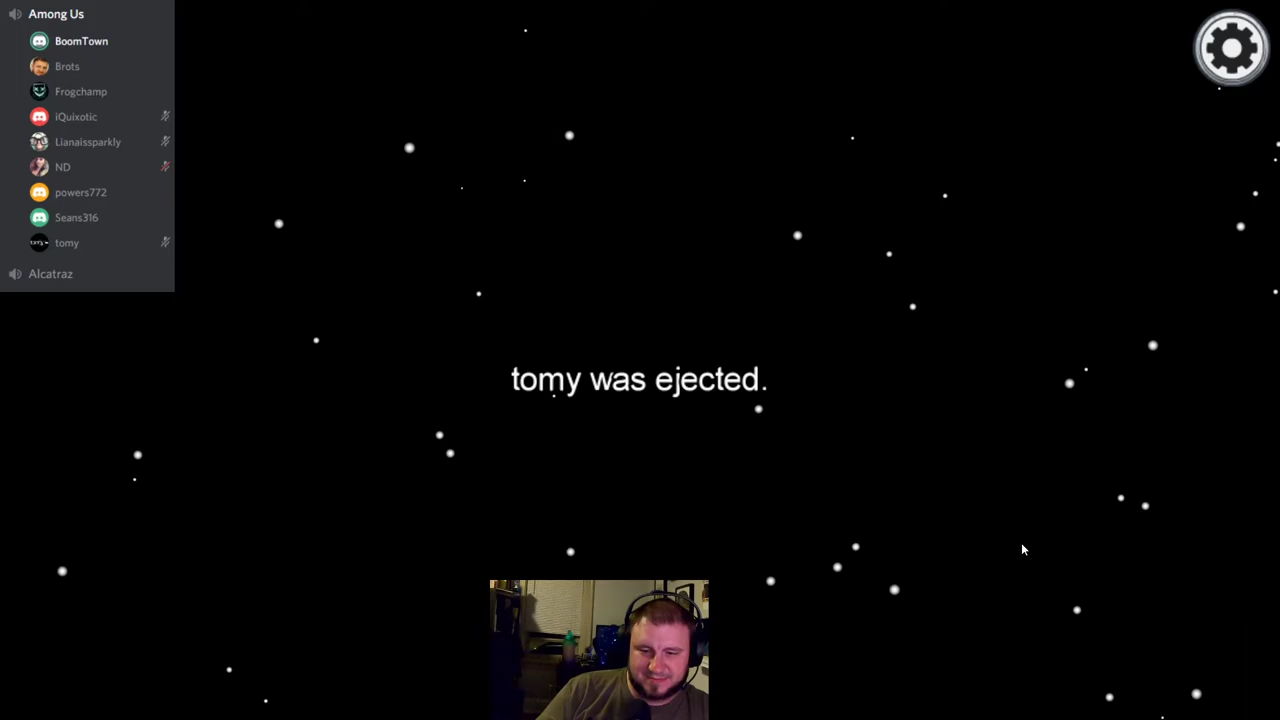 Among Us
BoomTown
Brots
Frogchamp
iQuixotic
Lianaissparkly
ND
powers772
Seans316
tomy
Alcatraz
tomy was ejected.